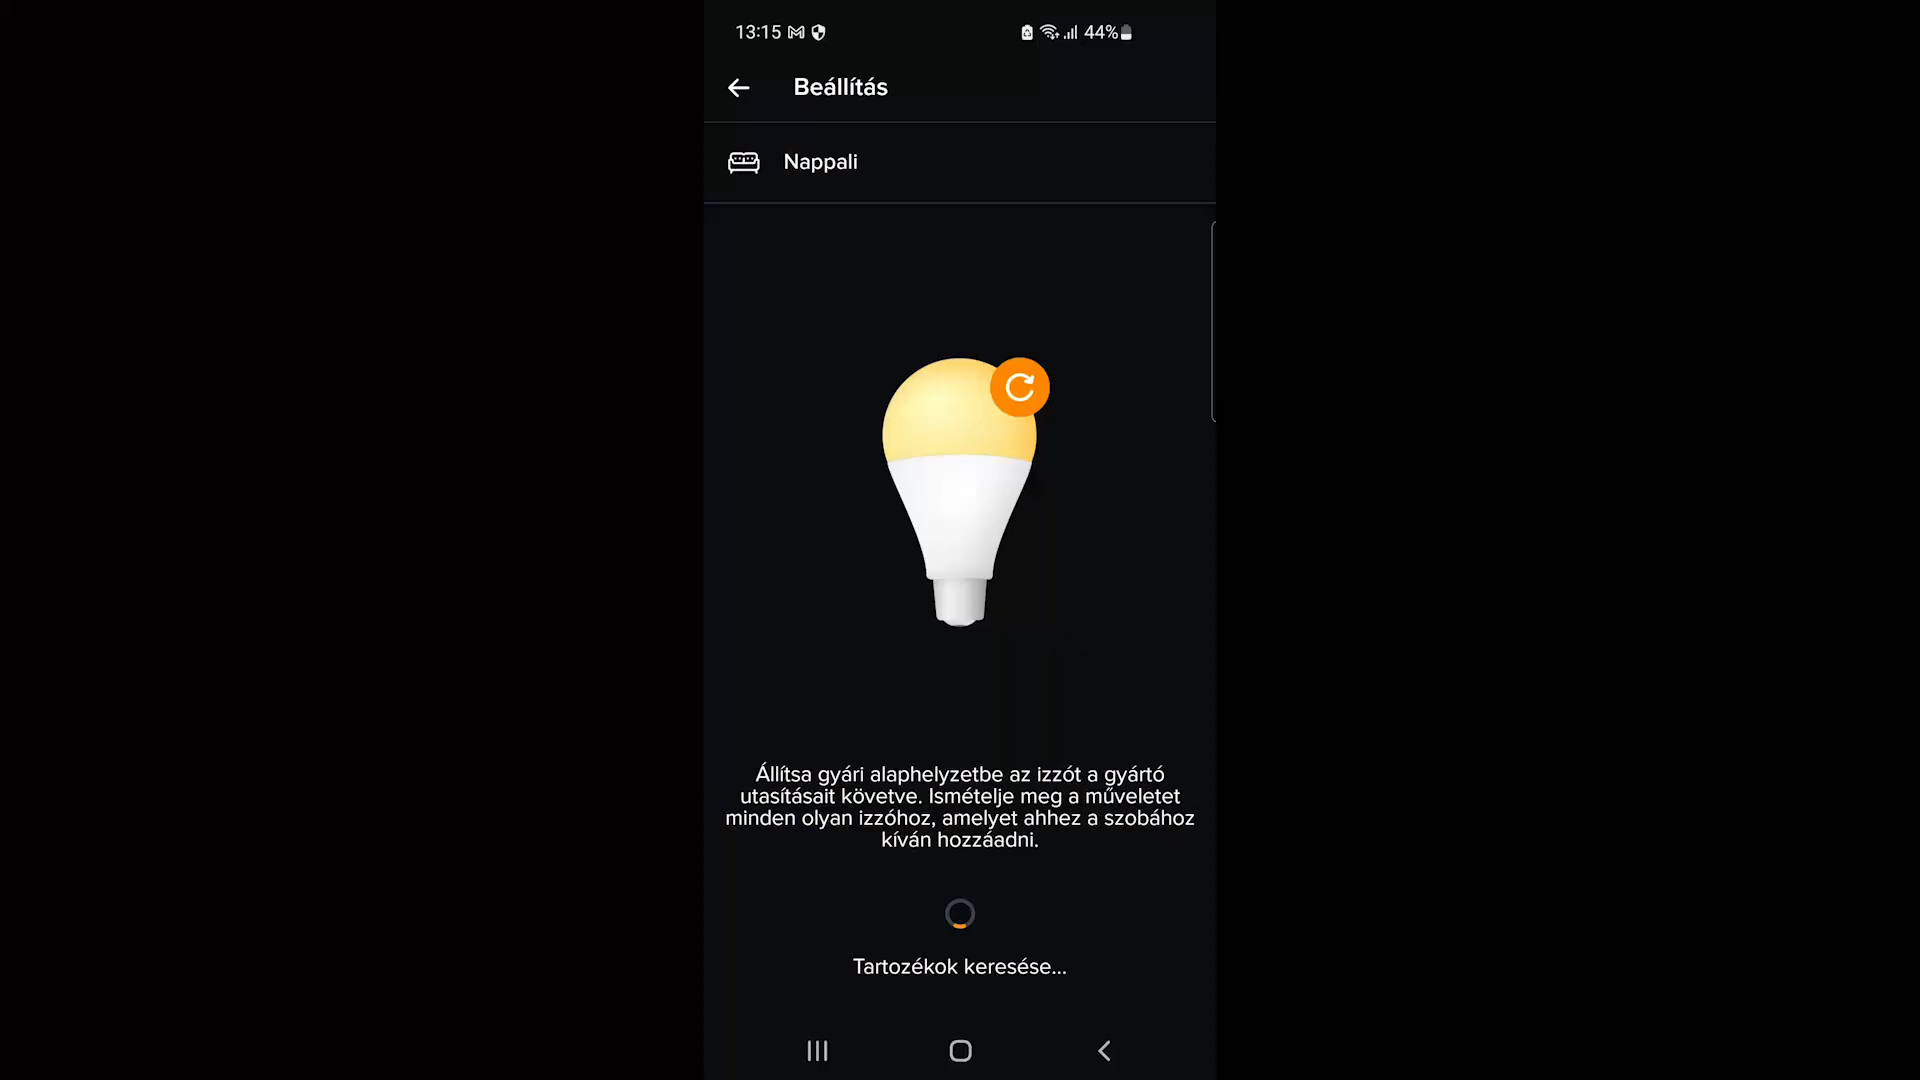 13:15
44%
Beállítás
Nappali
Állítsa gyári alaphelyzetbe az izzót a gyártó
utasításait követve. Ismételje meg a műveletet
minden olyan izzóhoz, amelyet ahhez a szobához
kíván hozzáadni.
Tartozékok keresése...